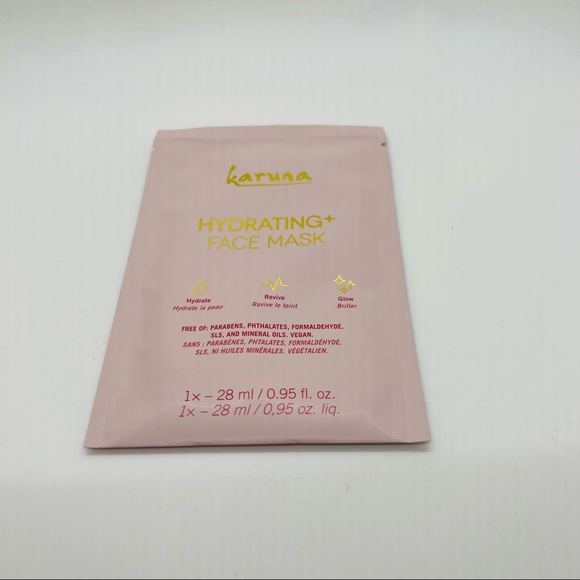 karuna
HYDRATING+
FACE MASK
Hydrate Revive Glow
Hydrate la peau Ravive le teint Briller
FREE OF: PARABENS, PHTHALATES, FORMALDEHYDE,
SLS, AND MINERAL OILS. VEGAN.
SANS : PARABÈNES, PHTALATES, FORMALDÉHYDE,
SLS, NI HUILES MINÉRALES. VÉGÉTALIEN.
1x – 28 ml / 0.95 fl. oz.
1x – 28 ml / 0,95 oz. liq.